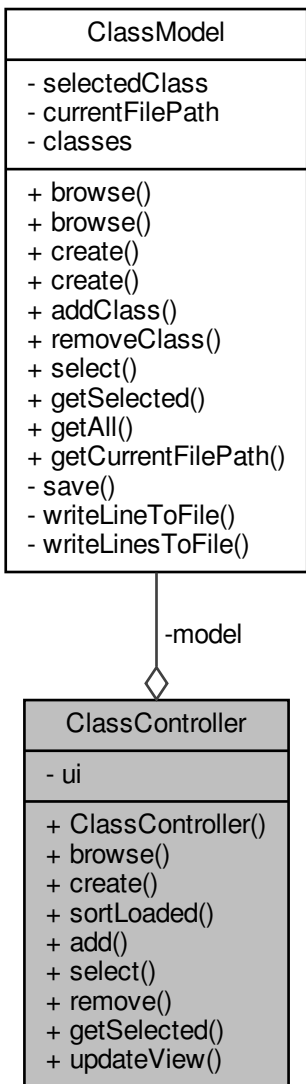 ClassModel
- selectedClass
- currentFilePath
- classes
+ browse()
+ browse()
+ create()
+ create()
+ addClass()
+ removeClass()
+ select()
+ getSelected()
+ getAll()
+ getCurrentFilePath()
- save()
- writeLineToFile()
- writeLinesToFile()
-model
ClassController
- ui
+ ClassController()
+ browse()
+ create()
+ sortLoaded()
+ add()
+ select()
+ remove()
+ getSelected()
+ updateView()